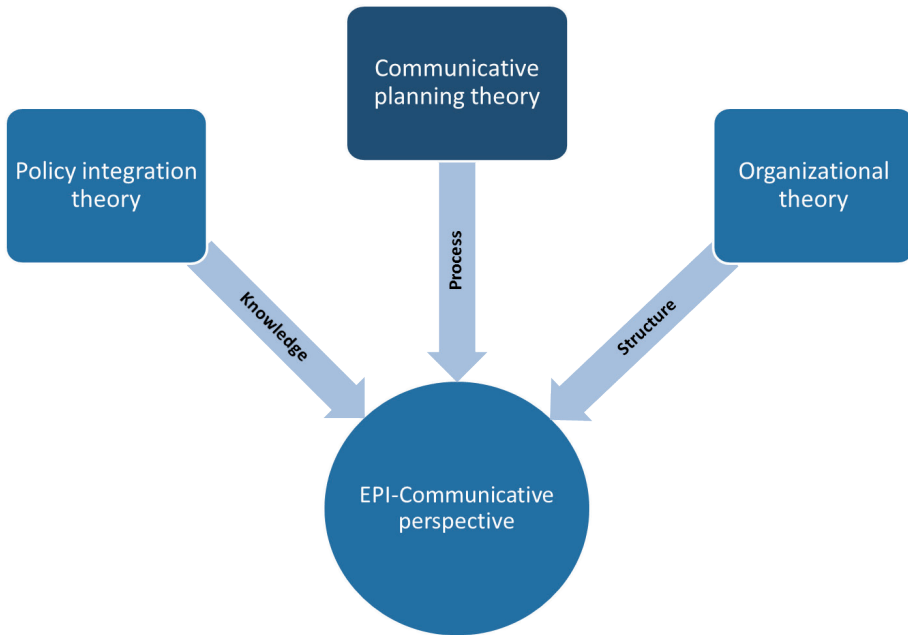 Communicative
planning theory
Policy integration
theory
Organizational
theory
Knowledge
Process
Structure
EPI-Communicative
perspective